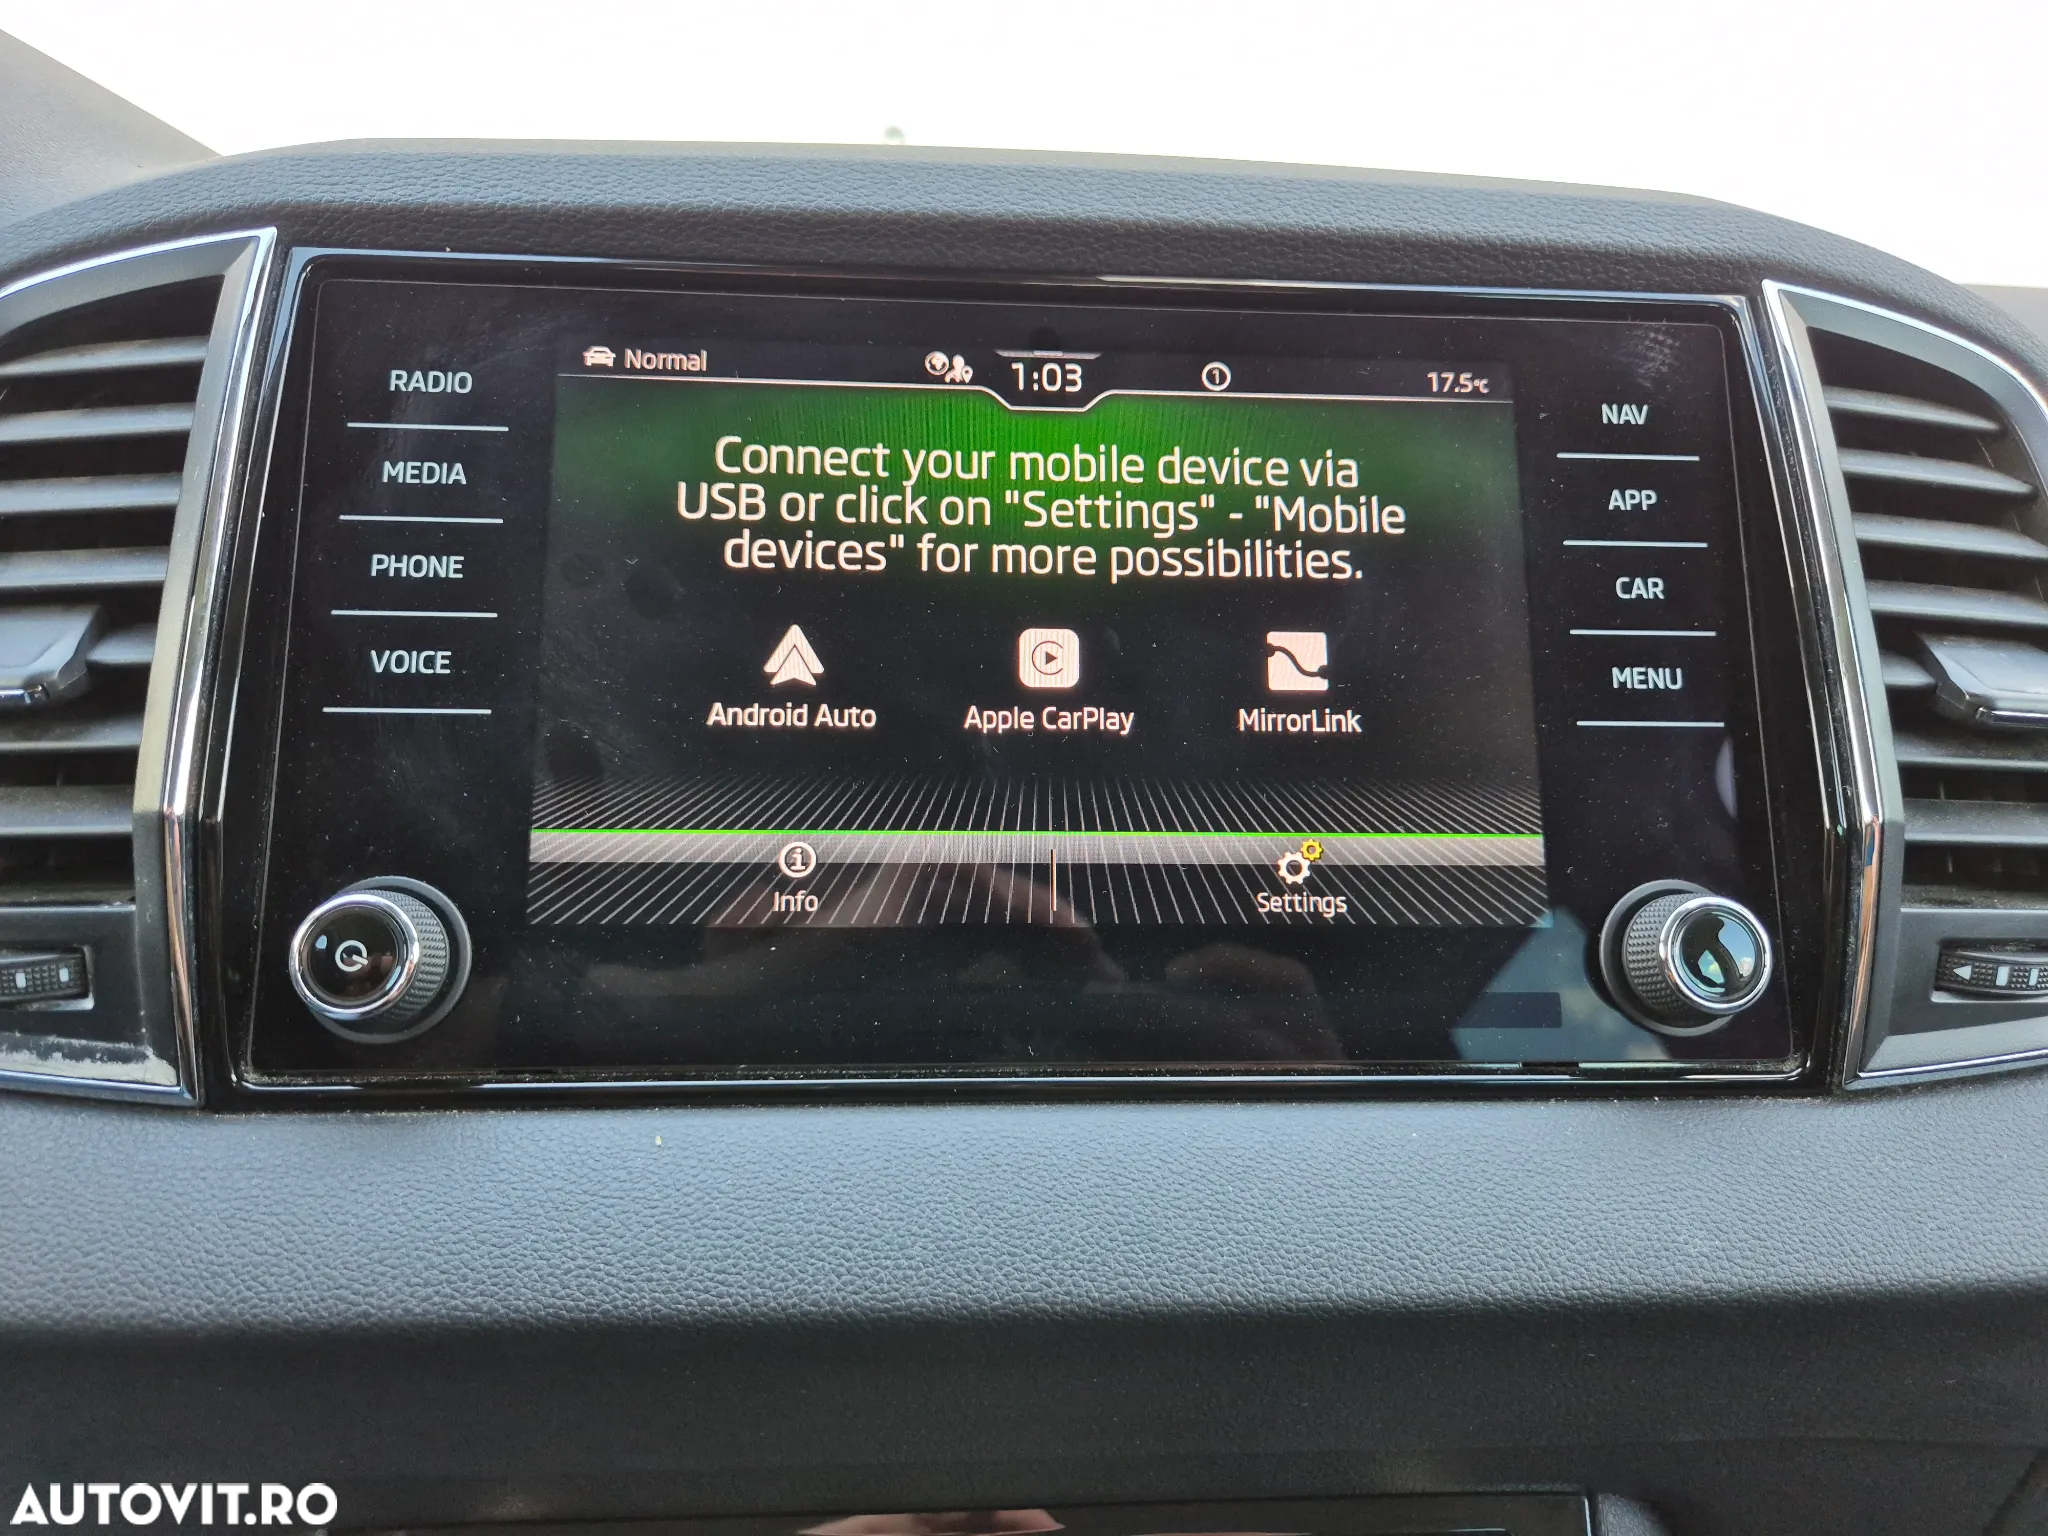 RADIO
MEDIA
PHONE
VOICE
Normal
1:03
1
17.5°C
Connect your mobile device via
USB or click on "Settings" - "Mobile
devices" for more possibilities.
Android Auto
Apple CarPlay
MirrorLink
Info
Settings
NAV
APP
CAR
MENU
AUTOVIT.RO